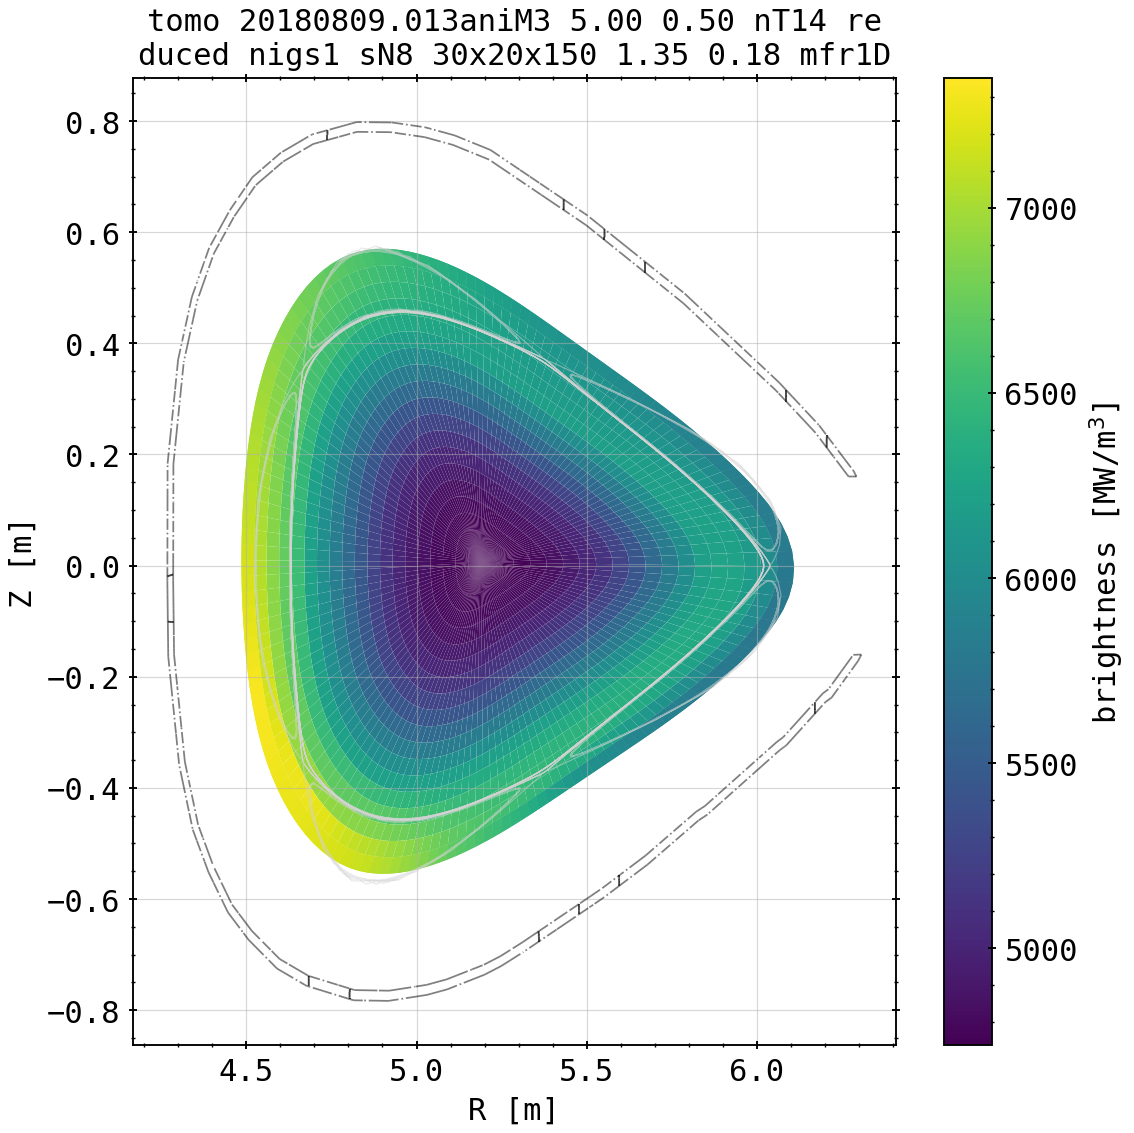 tomo 20180809.013aniM3 5.00 0.50 nT14 re
duced nigs1 sN8 30x20x150 1.35 0.18 mfr1D
0.8
0.6
0.4
0.2
0.0
−0.2
−0.4
−0.6
−0.8
Z [m]
4.5 5.0 5.5 6.0
R [m]
7000
6500
6000
5500
5000
brightness [MW/m³]